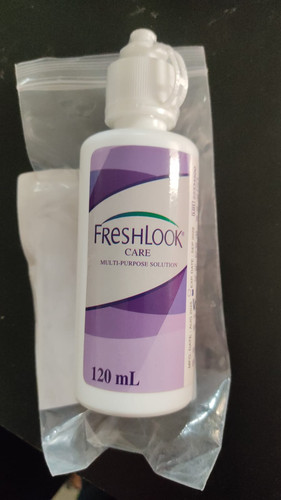 FRESHLOOK®
CARE
MULTI-PURPOSE SOLUTION
120 mL